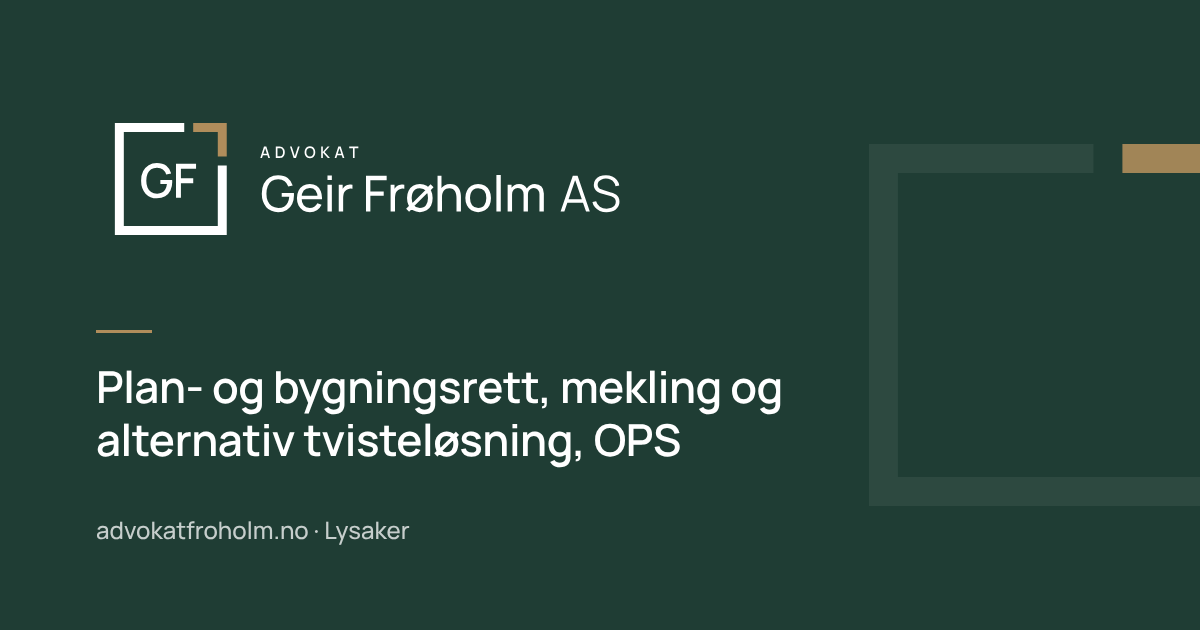 GF
ADVOKAT
Geir Frøholm AS
Plan- og bygningsrett, mekling og
alternativ tvisteløsning, OPS
advokatfroholm.no · Lysaker